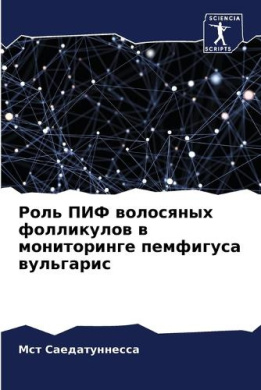 SCIENCIA
SCRIPTS
Роль ПИФ волосяных
фолликулов в
мониторинге пемфигуса
вульгарис
Мст Саедатуннесса